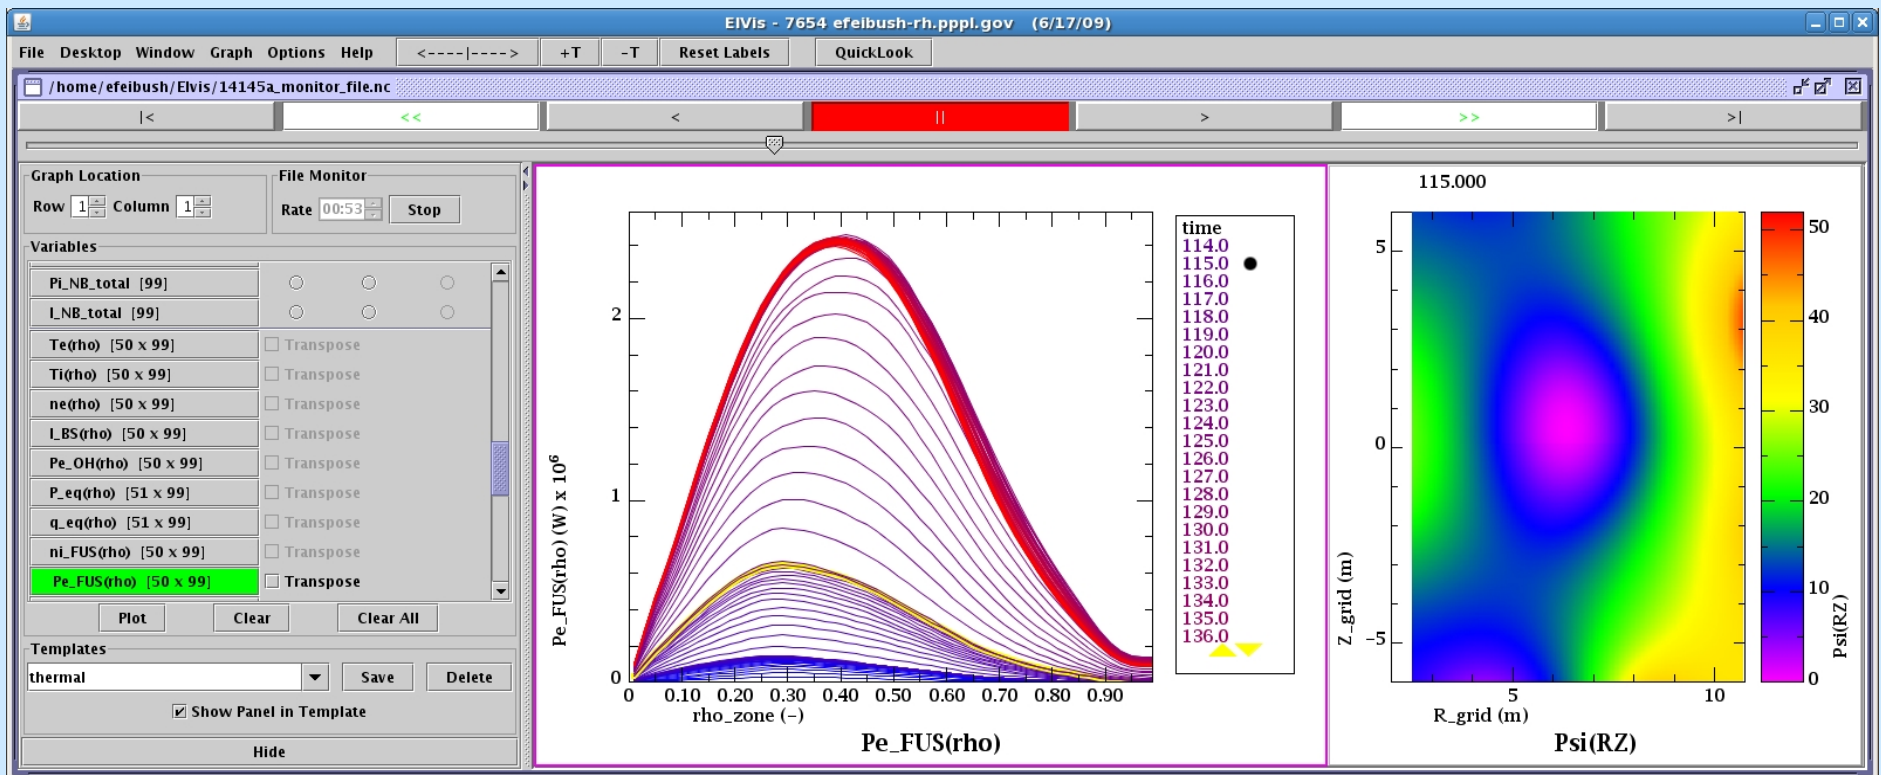 ElVis - 7654 efeibush-rh.pppl.gov (6/17/09)
File Desktop Window Graph Options Help <----|----> +T -T Reset Labels QuickLook
/home/efeibush/Elvis/14145a_monitor_file.nc
|< << < || > >> >|
Graph Location
Row 1 Column 1
File Monitor
Rate 00:53 Stop
Variables
Pi_NB_total [99]
I_NB_total [99]
Te(rho) [50 x 99] Transpose
Ti(rho) [50 x 99] Transpose
ne(rho) [50 x 99] Transpose
I_BS(rho) [50 x 99] Transpose
Pe_OH(rho) [50 x 99] Transpose
P_eq(rho) [51 x 99] Transpose
q_eq(rho) [51 x 99] Transpose
ni_FUS(rho) [50 x 99] Transpose
Pe_FUS(rho) [50 x 99] Transpose
Plot Clear Clear All
Templates
thermal Save Delete
Show Panel in Template
Hide
Pe_FUS(rho) (W) x 10⁶
2
1
0
0 0.10 0.20 0.30 0.40 0.50 0.60 0.70 0.80 0.90
rho_zone (-)
Pe_FUS(rho)
time
114.0
115.0
116.0
117.0
118.0
119.0
120.0
121.0
122.0
123.0
124.0
125.0
126.0
127.0
128.0
129.0
130.0
131.0
132.0
133.0
134.0
135.0
136.0
115.000
Z_grid (m)
5
0
-5
5 10
R_grid (m)
Psi(RZ)
50
40
30
20
10
0
Psi(RZ)